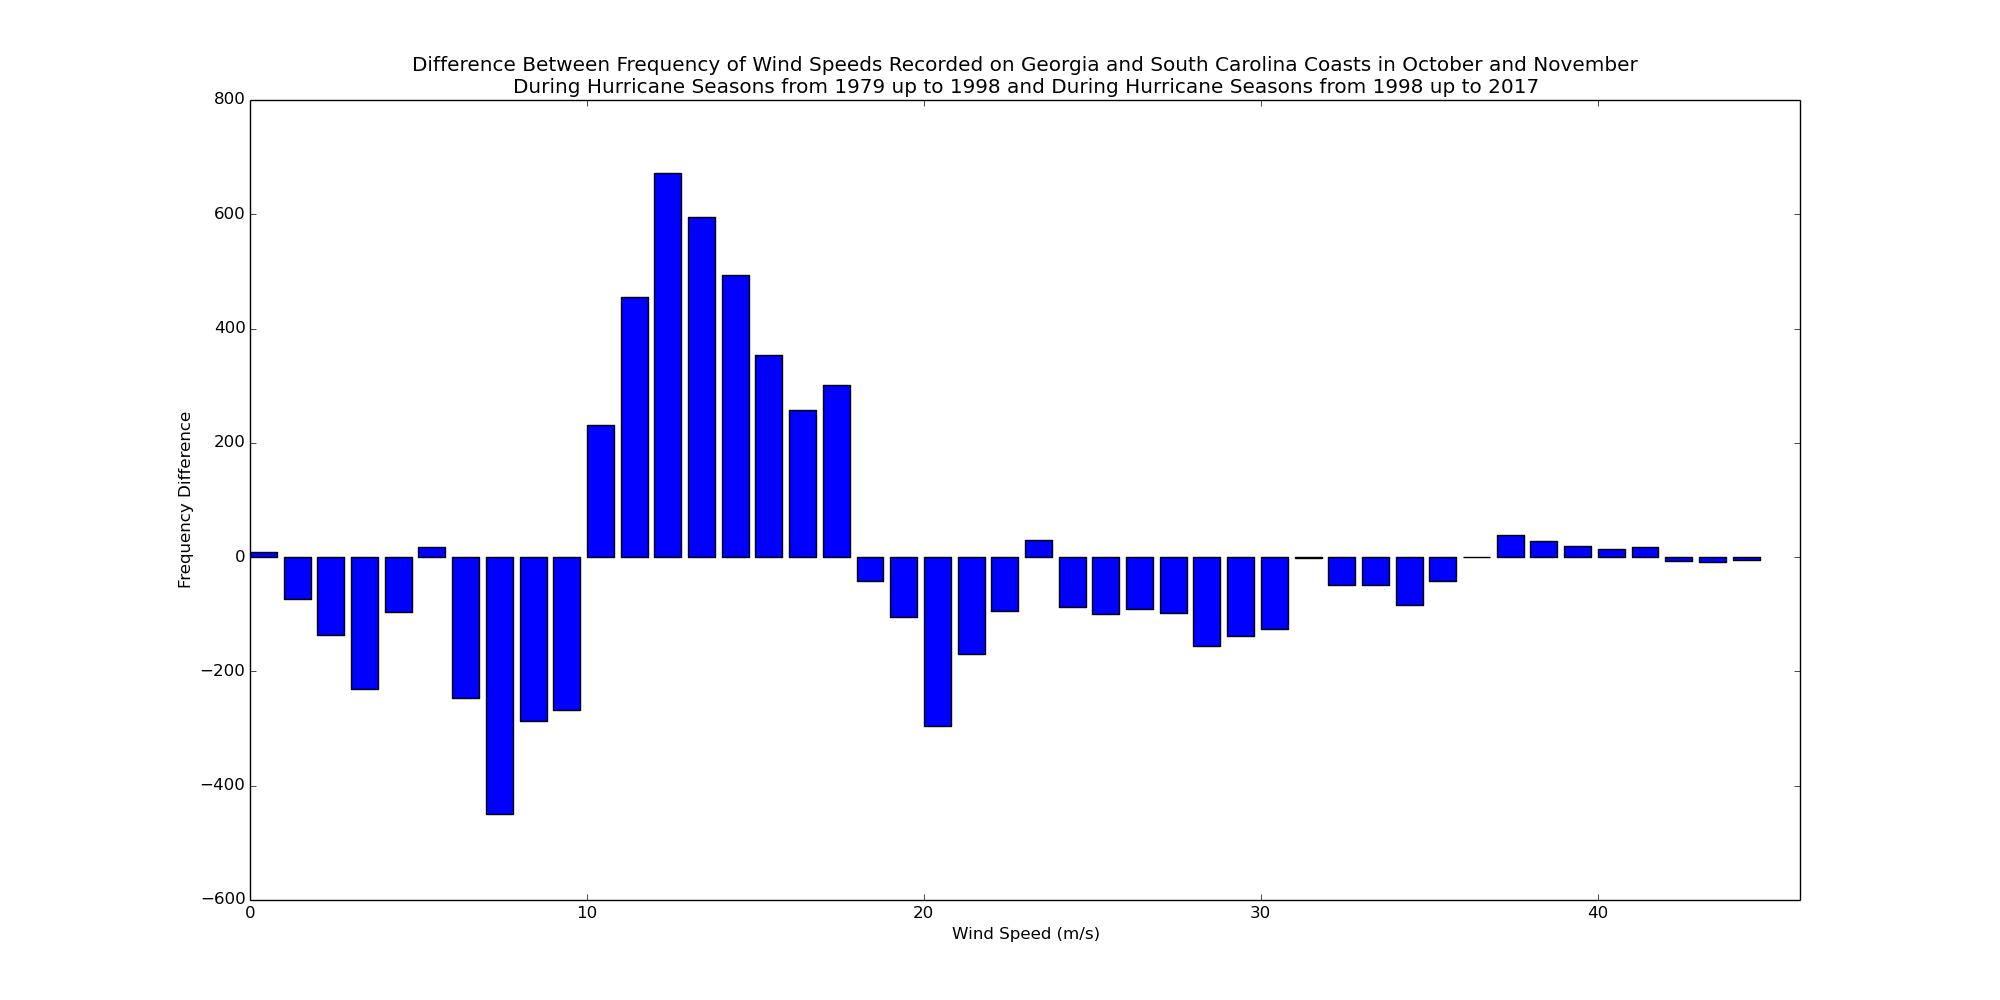 Difference Between Frequency of Wind Speeds Recorded on Georgia and South Carolina Coasts in October and November
During Hurricane Seasons from 1979 up to 1998 and During Hurricane Seasons from 1998 up to 2017
800
600
400
200
0
−200
−400
−600
Frequency Difference
0 10 20 30 40
Wind Speed (m/s)